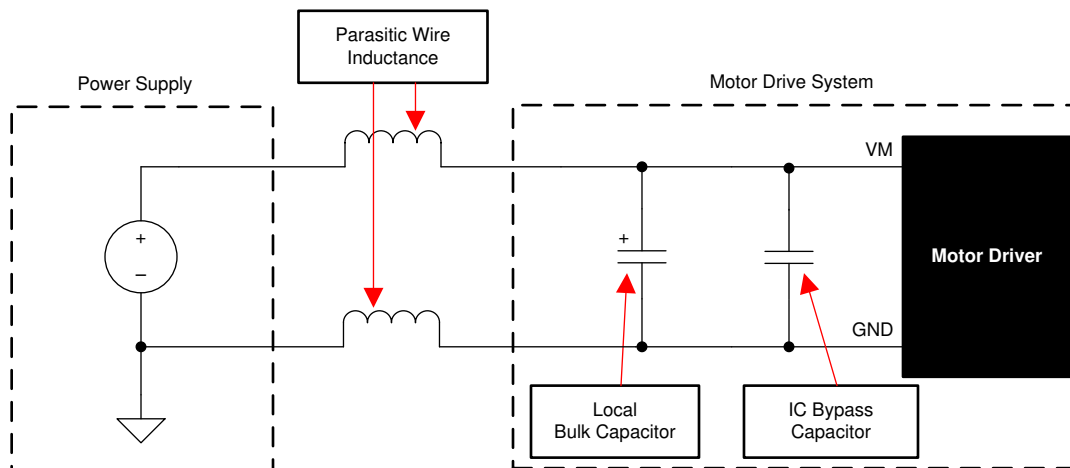 Parasitic Wire
Inductance
Power Supply
Motor Drive System
VM
+
–
+
Motor Driver
GND
Local
Bulk Capacitor
IC Bypass
Capacitor